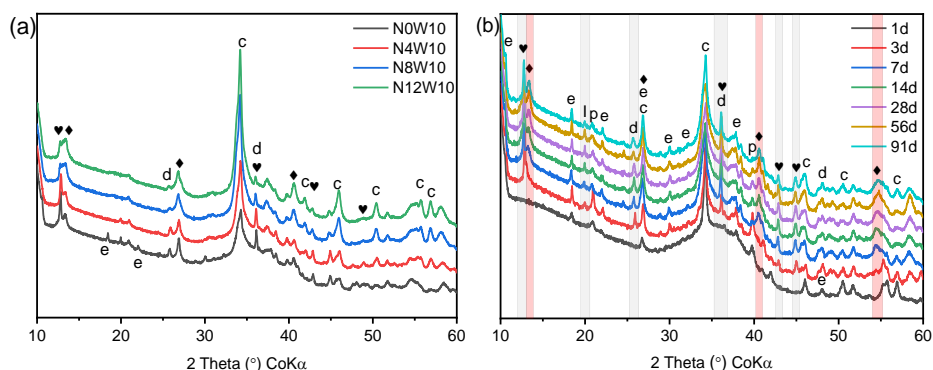 (a)
N0W10
N4W10
N8W10
N12W10
c
♥ ♦
d
♦
d
♥
♦
c
♥
♦
c
c
c
e
e
10 20 30 40 50 60
2 Theta (°) CoKα
(b)
1d
3d
7d
14d
28d
56d
91d
e
♥
♦
e
l
p
e
d
♦
e
c
e
e
c
♥
d
e
p
♦
♥
♥
c
d
c
♦
c
e
10 20 30 40 50 60
2 Theta (°) CoKα